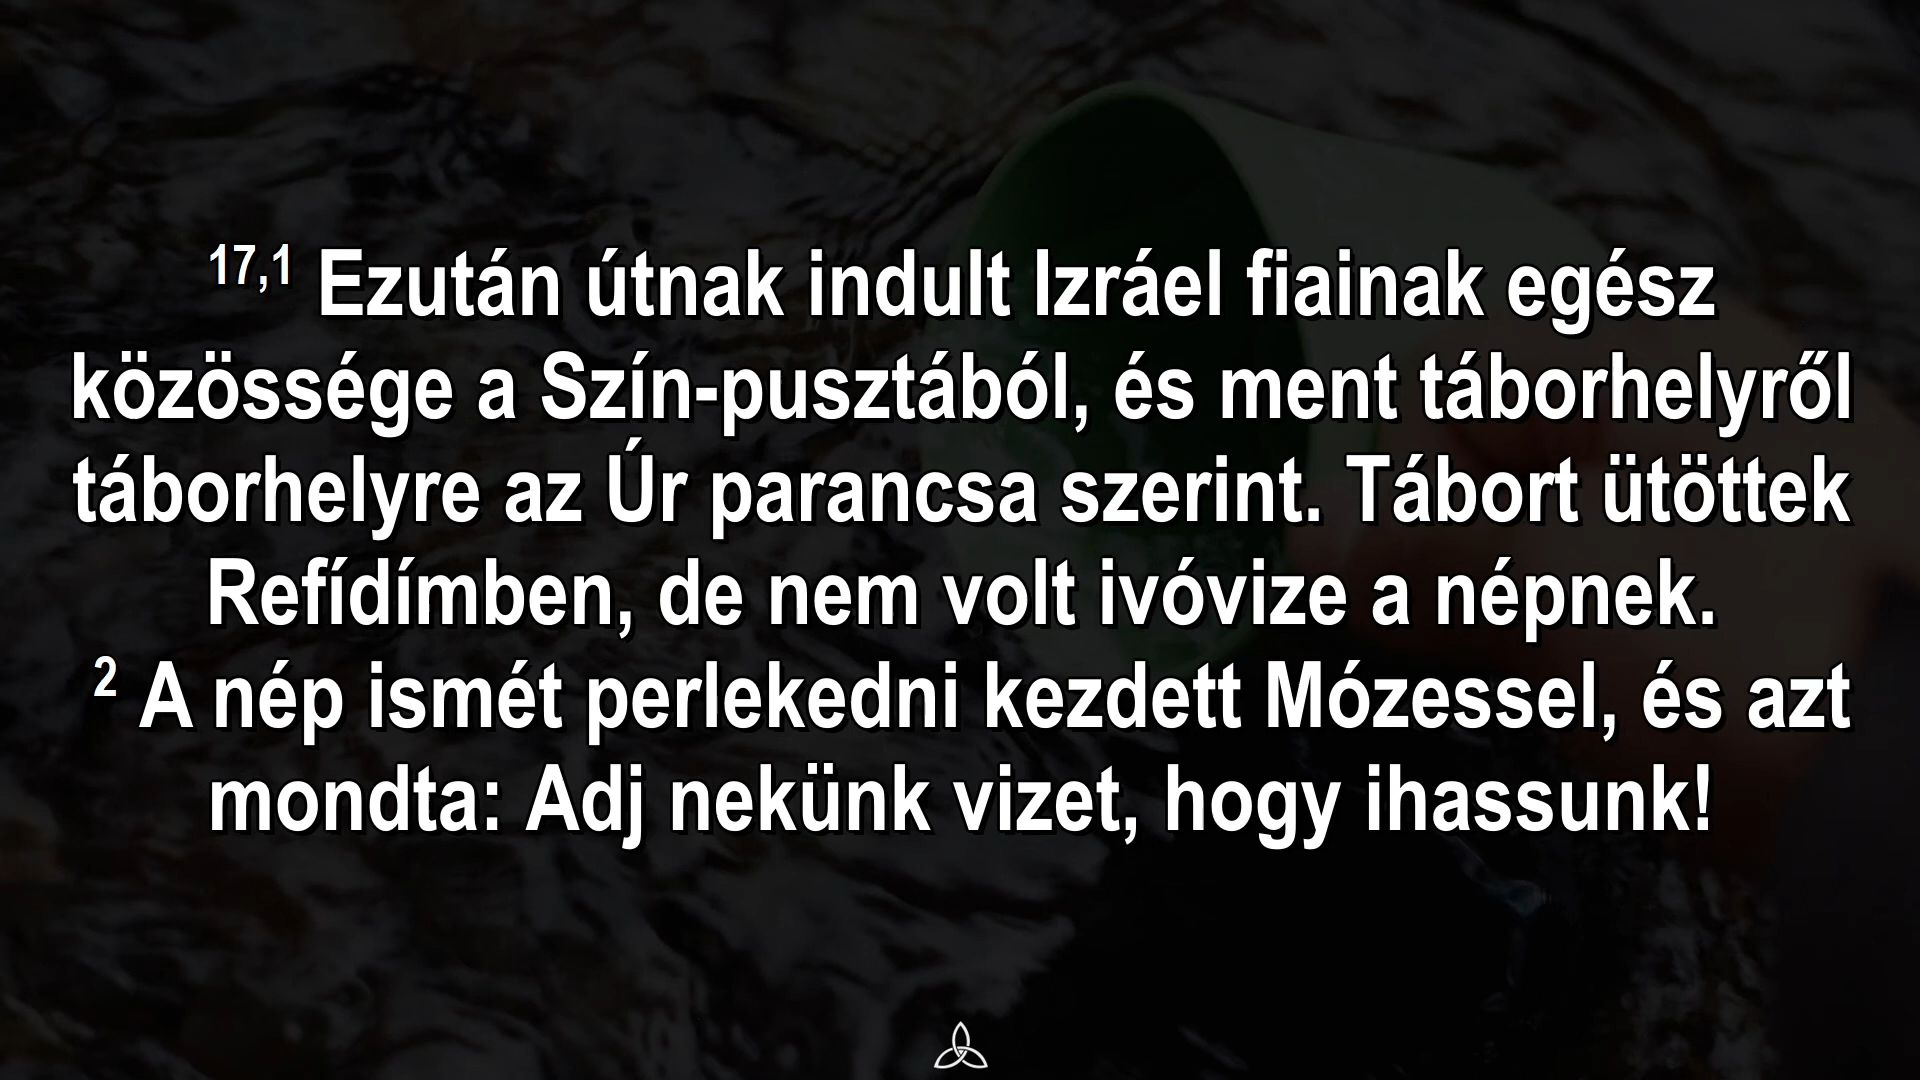 17,1 Ezután útnak indult Izráel fiainak egész
közössége a Szín-pusztából, és ment táborhelyről
táborhelyre az Úr parancsa szerint. Tábort ütöttek
Refídímben, de nem volt ivóvize a népnek.
2 A nép ismét perlekedni kezdett Mózessel, és azt
mondta: Adj nekünk vizet, hogy ihassunk!